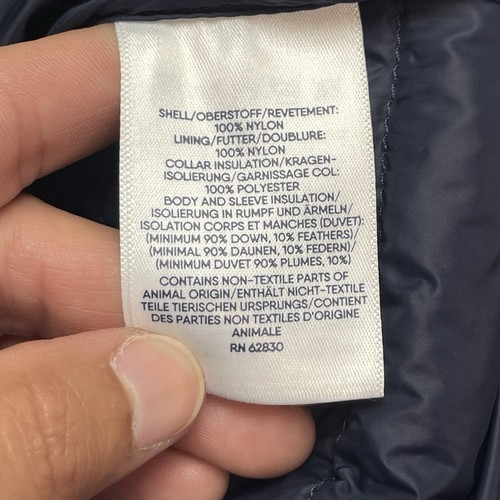 SHELL/OBERSTOFF/REVETEMENT:
100% NYLON
LINING/FUTTER/DOUBLURE:
100% NYLON
COLLAR INSULATION/KRAGEN-
ISOLIERUNG/GARNISSAGE COL:
100% POLYESTER
BODY AND SLEEVE INSULATION/
ISOLIERUNG IN RUMPF UND ÄRMELN/
ISOLATION CORPS ET MANCHES (DUVET):
(MINIMUM 90% DOWN, 10% FEATHERS)/
(MINIMAL 90% DAUNEN, 10% FEDERN)/
(MINIMUM DUVET 90% PLUMES, 10%)
CONTAINS NON-TEXTILE PARTS OF
ANIMAL ORIGIN/ENTHÄLT NICHT-TEXTILE
TEILE TIERISCHEN URSPRUNGS/CONTIENT
DES PARTIES NON TEXTILES D'ORIGINE
ANIMALE
RN 62830